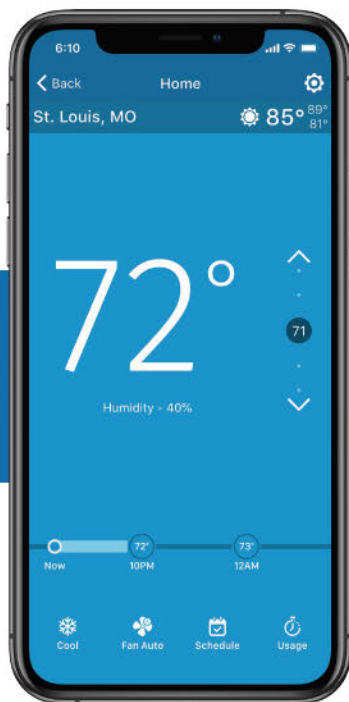 6:10
Back Home
St. Louis, MO 85° 89°
81°
72°
71
Humidity - 40%
72° 73°
Now 10PM 12AM
Cool Fan Auto Schedule Usage